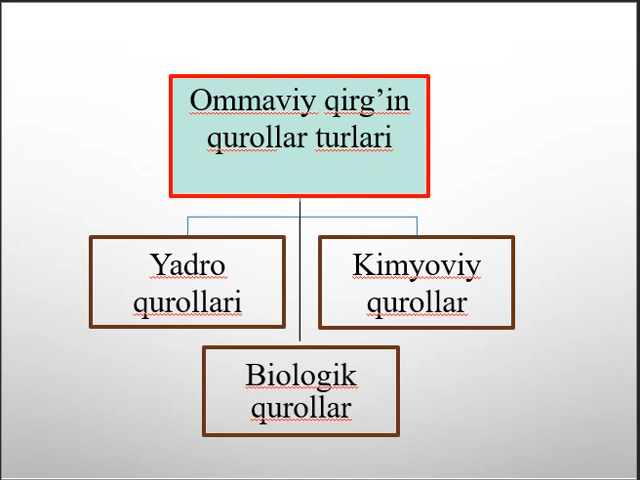 Ommaviy qirg’in
qurollar turlari
Yadro
qurollari
Kimyoviy
qurollar
Biologik
qurollar